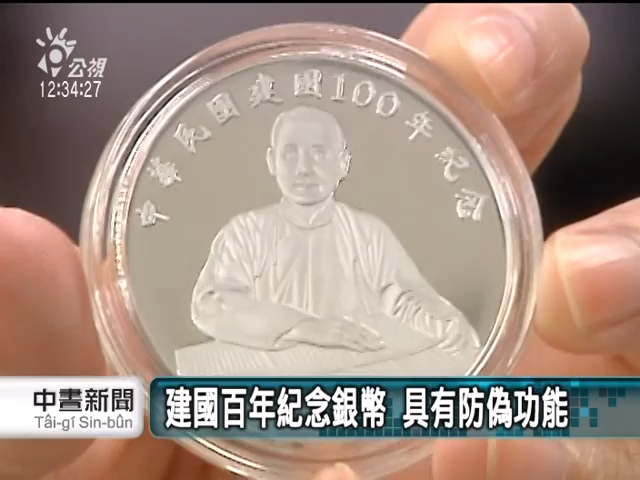 公視
12:34:27
中華民國建國100年紀念
中晝新聞
Tâi-gí Sin-bûn
建國百年紀念銀幣 具有防偽功能